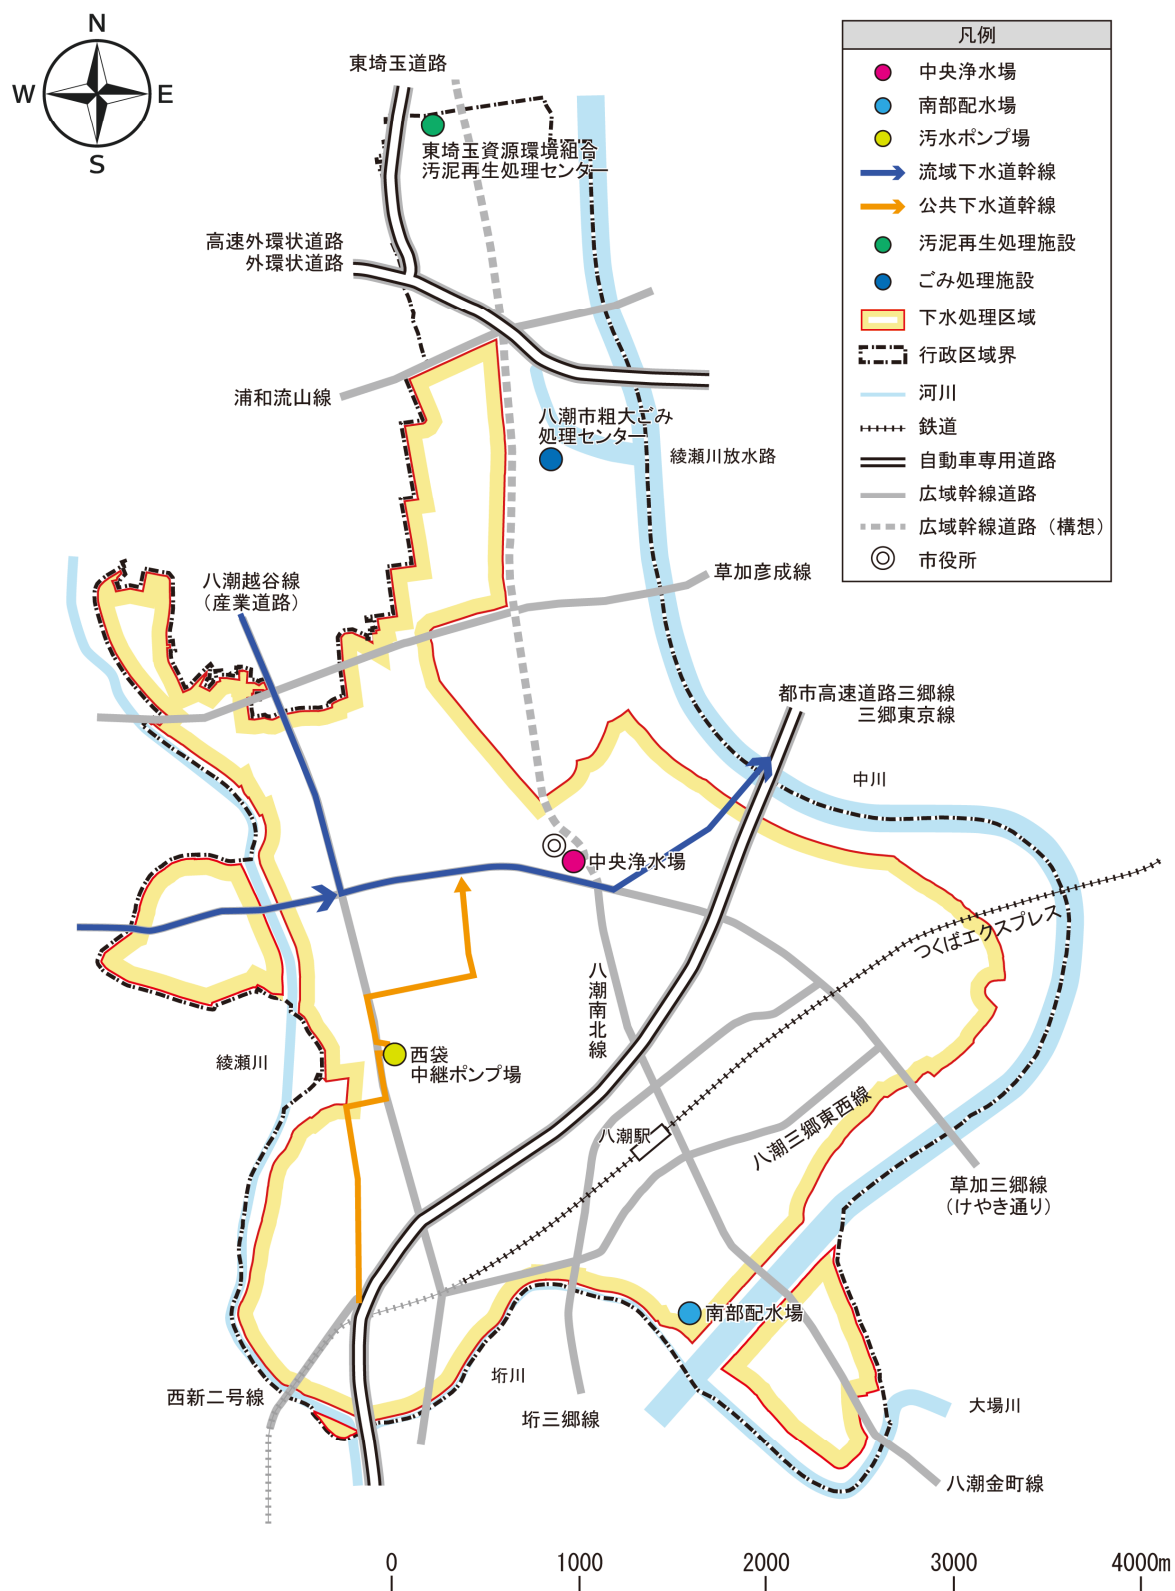 N
W
E
S
東埼玉道路
東埼玉資源環境組合
汚泥再生処理センター
高速外環状道路
外環状道路
浦和流山線
八潮市粗大ごみ
処理センター
綾瀬川放水路
草加彦成線
八潮越谷線
（産業道路）
都市高速道路三郷線
三郷東京線
中川
中央浄水場
つくばエクスプレス
八潮南北線
綾瀬川
西袋
中継ポンプ場
八潮駅
八潮三郷東西線
草加三郷線
（けやき通り）
南部配水場
垳川
西新二号線
垳三郷線
大場川
八潮金町線
凡例
中央浄水場
南部配水場
汚水ポンプ場
流域下水道幹線
公共下水道幹線
汚泥再生処理施設
ごみ処理施設
下水処理区域
行政区域界
河川
鉄道
自動車専用道路
広域幹線道路
広域幹線道路（構想）
市役所
0
1000
2000
3000
4000m